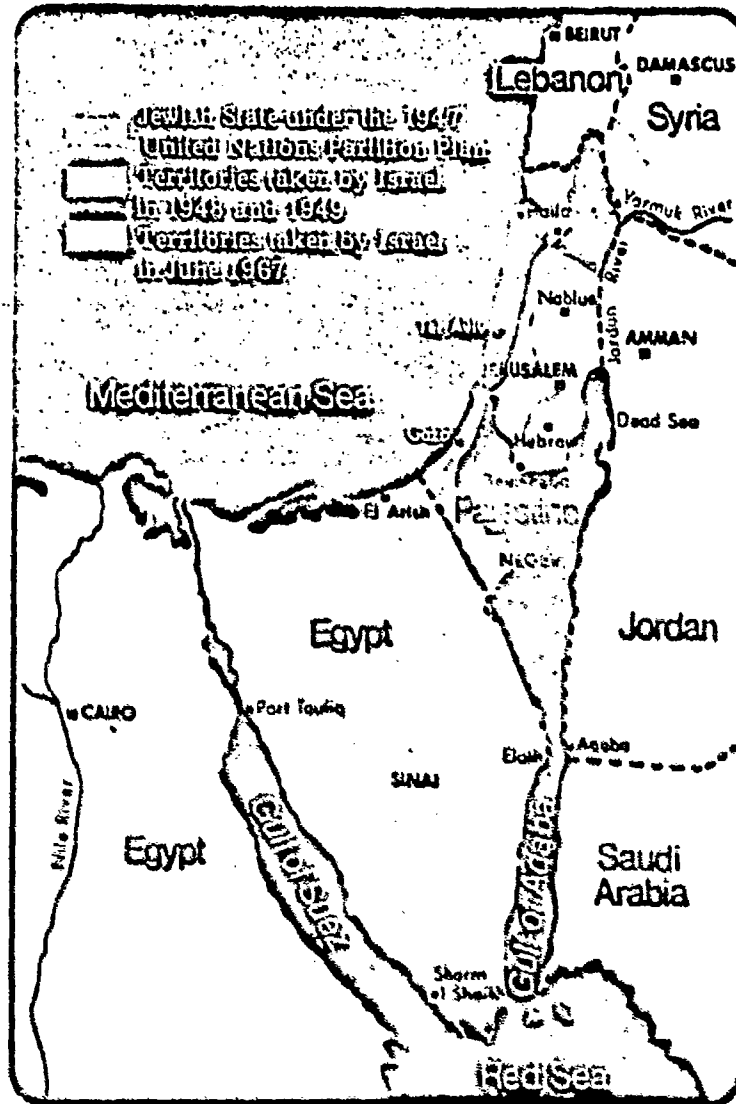 BEIRUT
Lebanon
DAMASCUS
Syria
Jewish State under the 1947
United Nations Partition Plan
Territories taken by Israel
in 1948 and 1949
Territories taken by Israel
in June 1967
Haifa
Yarmuk River
Jordan River
Nablus
AMMAN
JERUSALEM
Mediterranean Sea
Dead Sea
Gaza
Hebron
El Arish
Palestine
NEGEV
Egypt
Jordan
CAIRO
Port Taufiq
Elath
Aqaba
SINAI
Nile River
Egypt
Gulf of Suez
Gulf of Aqaba
Saudi
Arabia
Sharm
el Shaikh
Red Sea